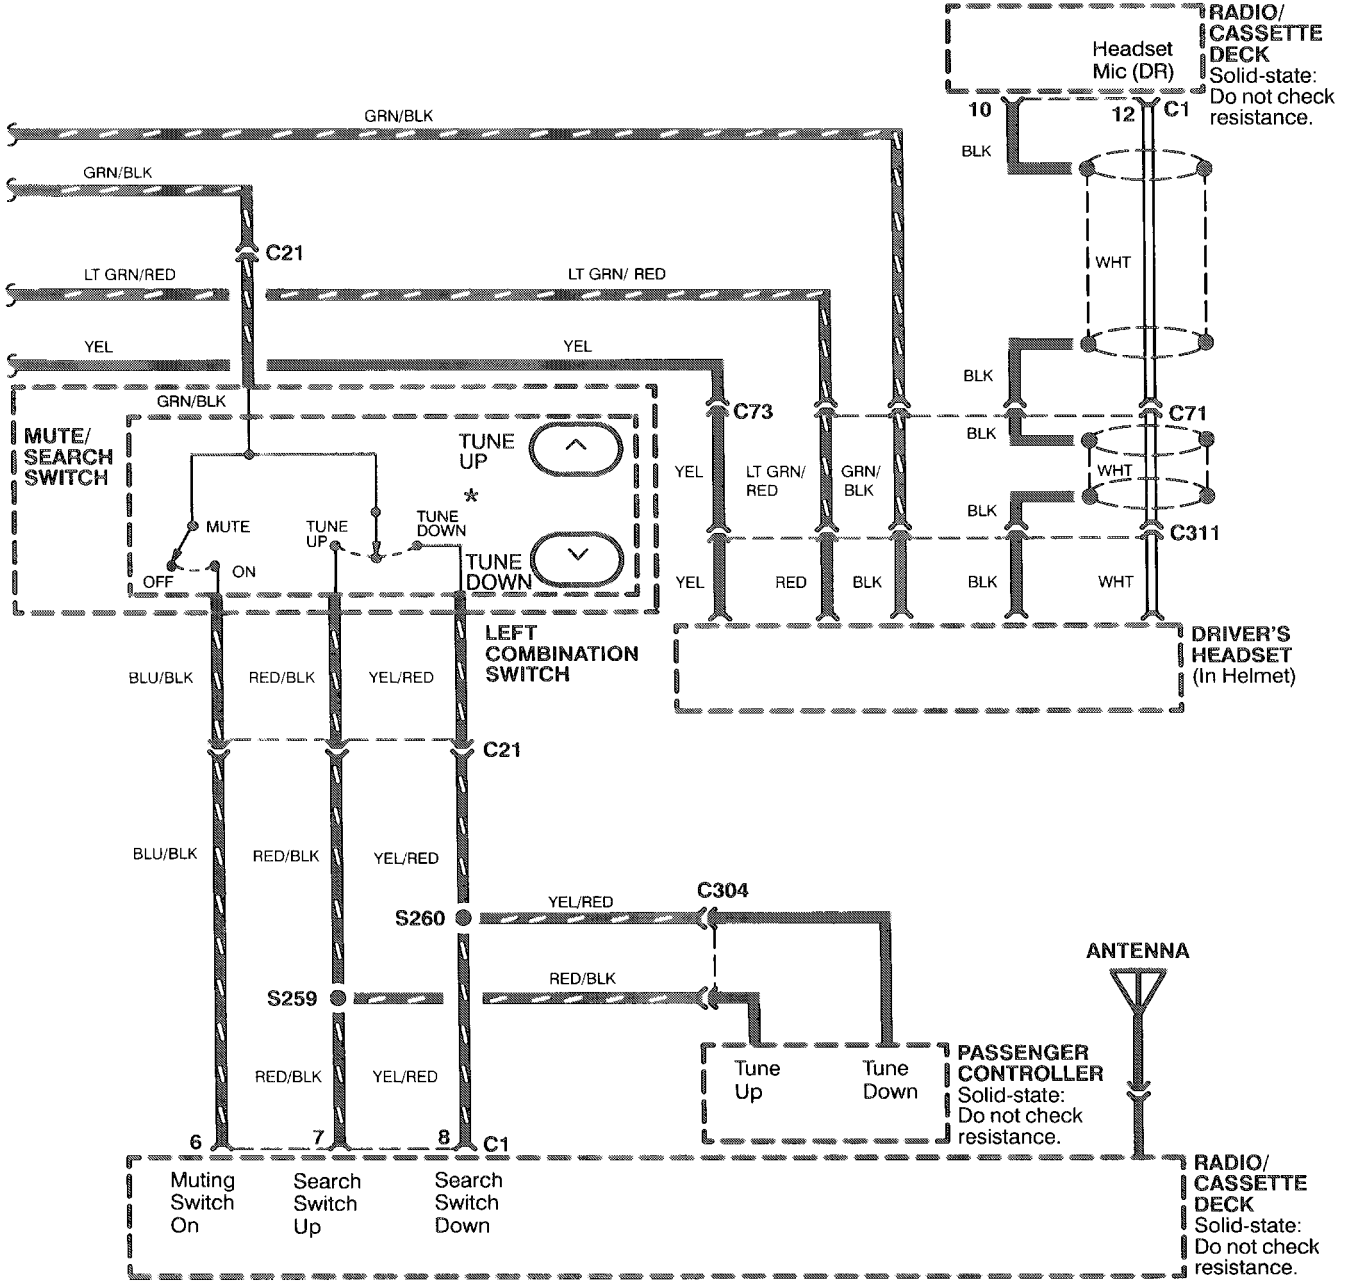 RADIO/
CASSETTE
DECK
Solid-state:
Do not check
resistance.
Headset
Mic (DR)
10
12
C1
GRN/BLK
BLK
GRN/BLK
C21
WHT
LT GRN/RED
LT GRN/ RED
YEL
YEL
BLK
GRN/BLK
C73
C71
MUTE/
SEARCH
SWITCH
TUNE
UP
*
BLK
YEL
LT GRN/
RED
GRN/
BLK
WHT
MUTE
TUNE
UP
TUNE
DOWN
BLK
C311
OFF
ON
TUNE
DOWN
YEL
RED
BLK
BLK
WHT
LEFT
COMBINATION
SWITCH
DRIVER'S
HEADSET
(In Helmet)
BLU/BLK
RED/BLK
YEL/RED
C21
BLU/BLK
RED/BLK
YEL/RED
C304
YEL/RED
S260
ANTENNA
RED/BLK
S259
PASSENGER
CONTROLLER
Solid-state:
Do not check
resistance.
Tune
Up
Tune
Down
RED/BLK
YEL/RED
6
7
8
C1
Muting
Switch
On
Search
Switch
Up
Search
Switch
Down
RADIO/
CASSETTE
DECK
Solid-state:
Do not check
resistance.